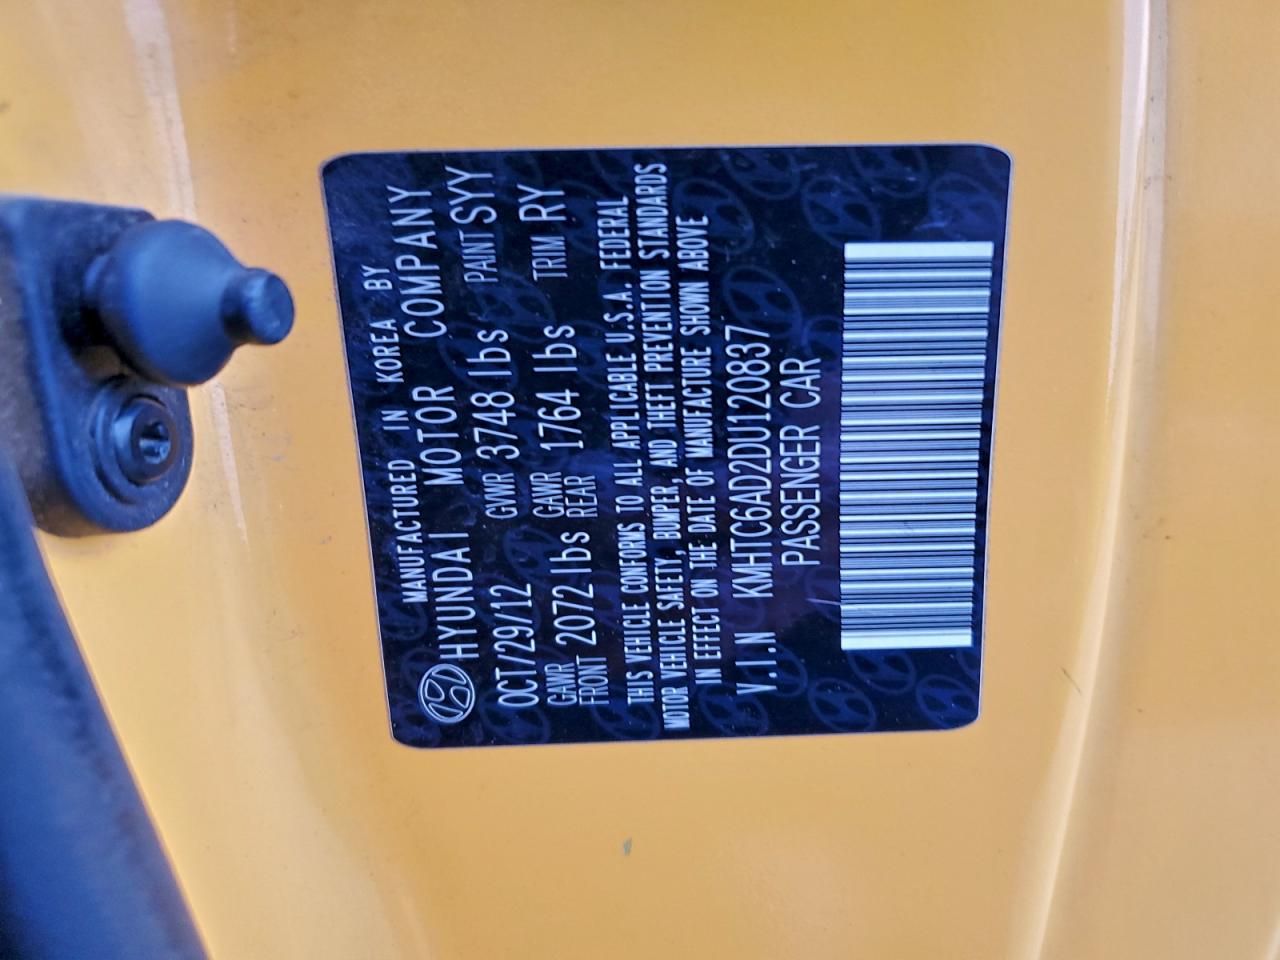 MANUFACTURED IN KOREA BY
HYUNDAI MOTOR COMPANY
OCT/29/12 GVWR 3748 lbs PAINT SYY
GAWR FRONT 2072 lbs GAWR REAR 1764 lbs TRIM RY
THIS VEHICLE CONFORMS TO ALL APPLICABLE U.S.A. FEDERAL
MOTOR VEHICLE SAFETY, BUMPER, AND THEFT PREVENTION STANDARDS
IN EFFECT ON THE DATE OF MANUFACTURE SHOWN ABOVE
V.I.N KMHTC6AD2DU120837
PASSENGER CAR